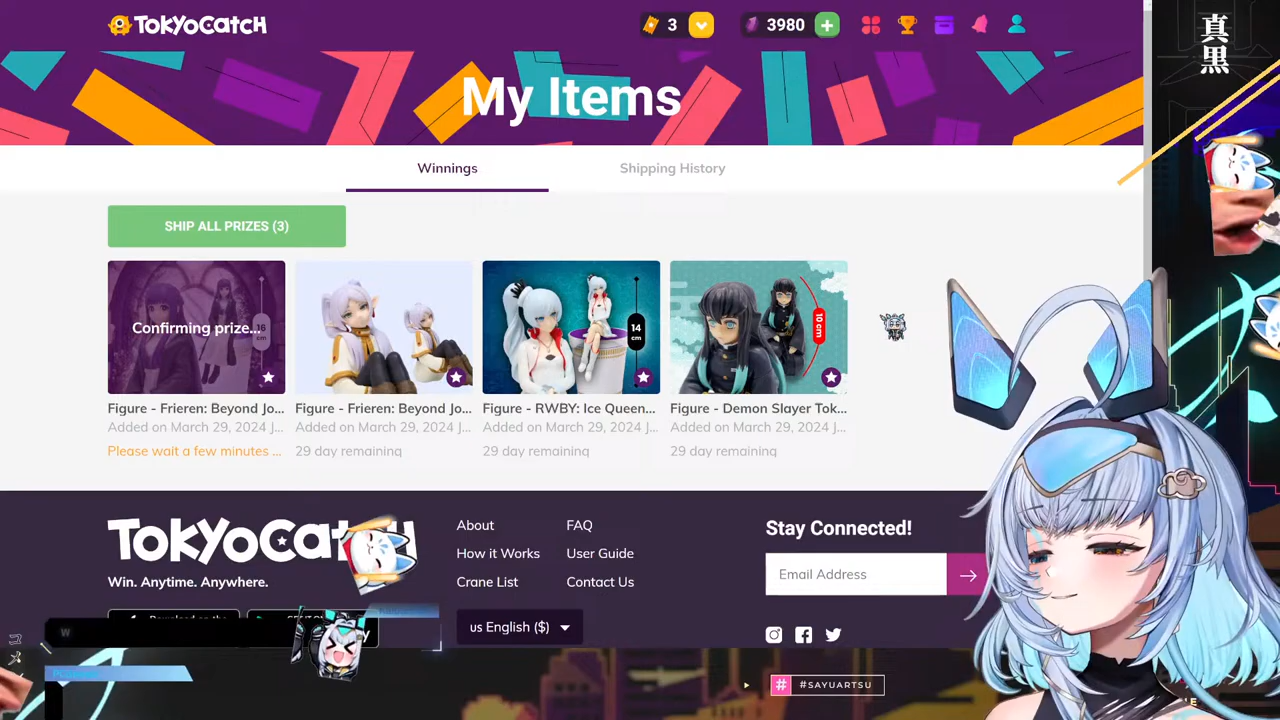 TOKYOCATCH
3
3980
真黒
My Items
Winnings
Shipping History
SHIP ALL PRIZES (3)
Confirming prize...
14 cm
10 cm
Figure - Frieren: Beyond Jo...
Figure - Frieren: Beyond Jo...
Figure - RWBY: Ice Queen...
Figure - Demon Slayer Tok...
Added on March 29, 2024 J...
Added on March 29, 2024 J...
Added on March 29, 2024 J...
Added on March 29, 2024 J...
Please wait a few minutes ...
29 day remaining
29 day remaining
29 day remaining
Win. Anytime. Anywhere.
About
How it Works
Crane List
FAQ
User Guide
Contact Us
us English ($)
Stay Connected!
Email Address
# #SAYUARTSU